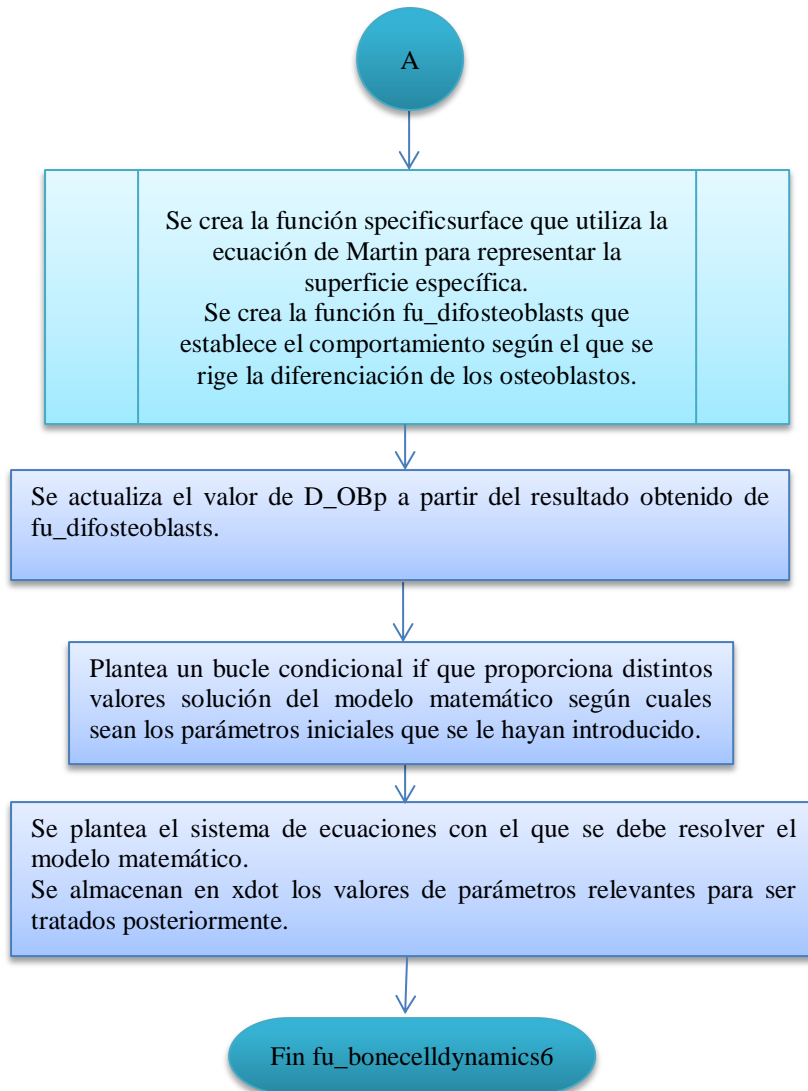 A
Se crea la función specificsurface que utiliza la
ecuación de Martin para representar la
superficie específica.
Se crea la función fu_difosteoblasts que
establece el comportamiento según el que se
rige la diferenciación de los osteoblastos.
Se actualiza el valor de D_OBp a partir del resultado obtenido de
fu_difosteoblasts.
Plantea un bucle condicional if que proporciona distintos
valores solución del modelo matemático según cuales
sean los parámetros iniciales que se le hayan introducido.
Se plantea el sistema de ecuaciones con el que se debe resolver el
modelo matemático.
Se almacenan en xdot los valores de parámetros relevantes para ser
tratados posteriormente.
Fin fu_bonecelldynamics6